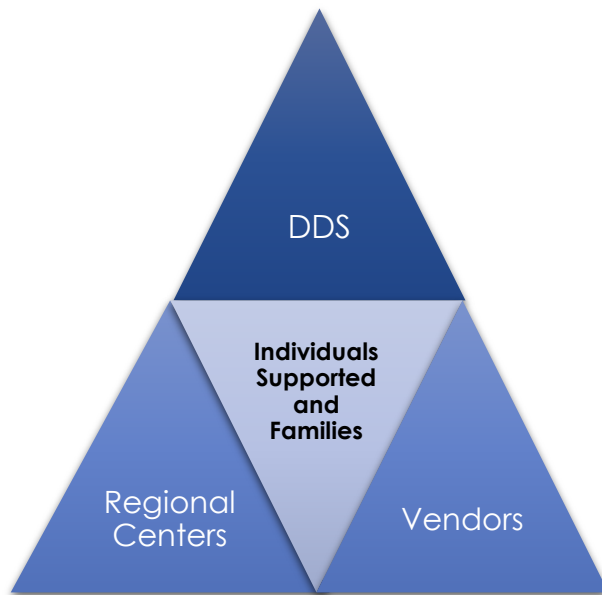 DDS
Individuals
Supported
and
Families
Regional
Centers
Vendors